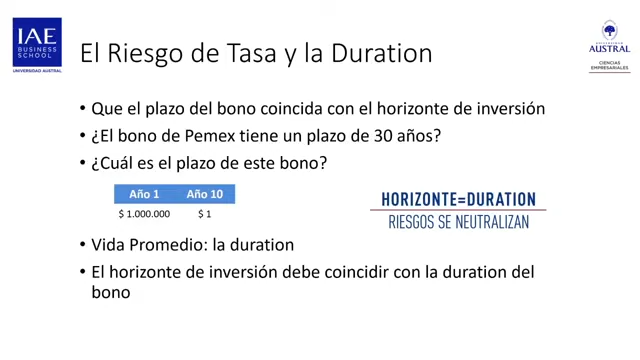 IAE
BUSINESS
SCHOOL
UNIVERSIDAD AUSTRAL
El Riesgo de Tasa y la Duration
AUSTRAL
CIENCIAS
EMPRESARIALES
• Que el plazo del bono coincida con el horizonte de inversión
• ¿El bono de Pemex tiene un plazo de 30 años?
• ¿Cuál es el plazo de este bono?
Año 1 Año 10
$ 1.000.000 $ 1
HORIZONTE=DURATION
RIESGOS SE NEUTRALIZAN
• Vida Promedio: la duration
• El horizonte de inversión debe coincidir con la duration del
bono